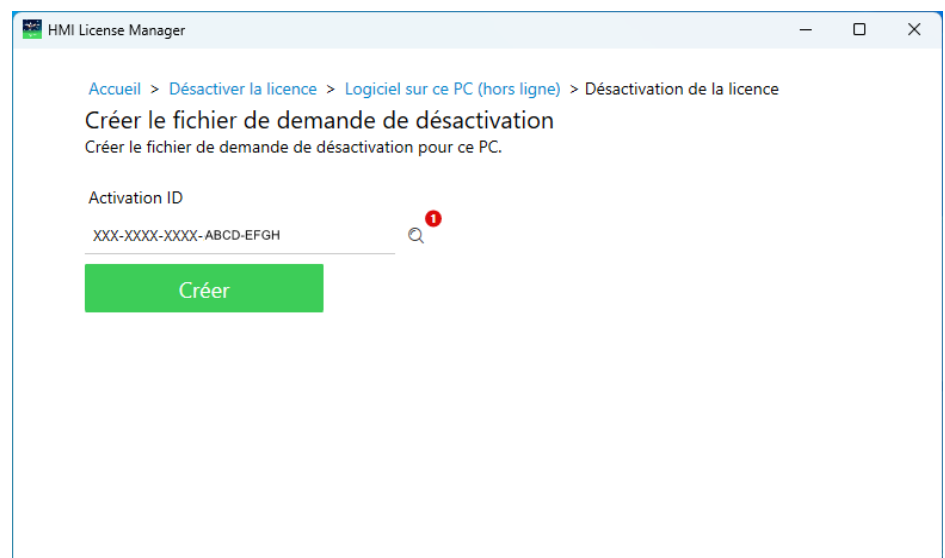 HMI License Manager
Accueil > Désactiver la licence > Logiciel sur ce PC (hors ligne) > Désactivation de la licence
Créer le fichier de demande de désactivation
Créer le fichier de demande de désactivation pour ce PC.
Activation ID
XXX-XXXX-XXXX-ABCD-EFGH
1
Créer